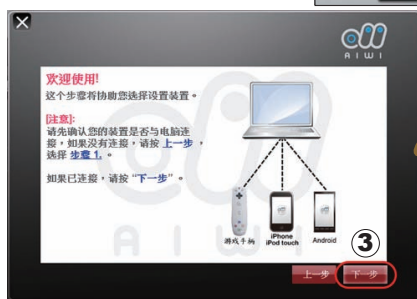 AIWI
欢迎使用!
这个步骤将协助您选择设置装置。
[注意]:
请先确认您的装置是否与电脑连
接，如果没有连接，请按 上一步，
选择 步骤 1. 。
如果已连接，请按“下一步”。
游戏手柄
iPhone
iPod touch
Android
AIWI
3
上一步
下一步